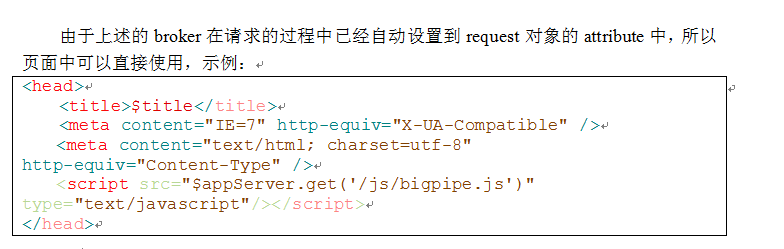 由于上述的 broker 在请求的过程中已经自动设置到 request 对象的 attribute 中，所以
页面中可以直接使用，示例：
<head>
<title>$title</title>
<meta content="IE=7" http-equiv="X-UA-Compatible" />
<meta content="text/html; charset=utf-8"
http-equiv="Content-Type" />
<script src="$appServer.get('/js/bigpipe.js')"
type="text/javascript"/></script>
</head>